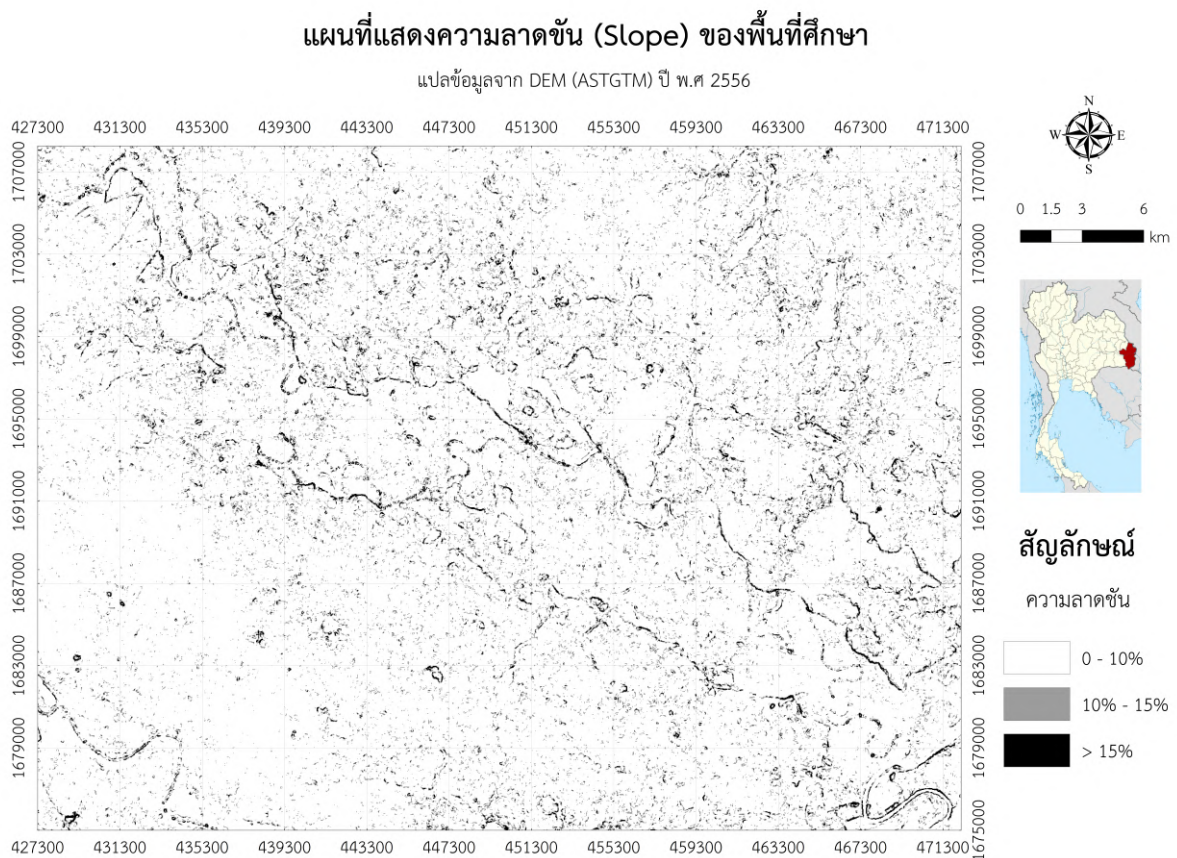 แผนที่แสดงความลาดขัน (Slope) ของพื้นที่ศึกษา
แปลข้อมูลจาก DEM (ASTGTM) ปี พ.ศ 2556
427300 431300 435300 439300 443300 447300 451300 455300 459300 463300 467300 471300
1707000 1707000
1703000 1703000
1699000 1699000
1695000 1695000
1691000 1691000
1687000 1687000
1683000 1683000
1679000 1679000
1675000
427300 431300 435300 439300 443300 447300 451300 455300 459300 463300 467300 471300
N
W E
S
0 1.5 3 6
km
สัญลักษณ์
ความลาดชัน
0 - 10%
10% - 15%
> 15%